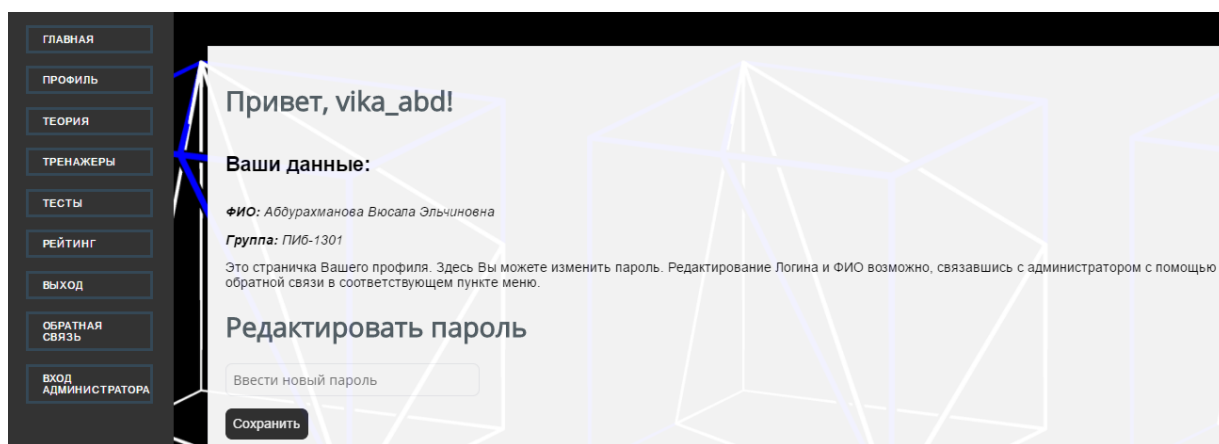 ГЛАВНАЯ
ПРОФИЛЬ
ТЕОРИЯ
ТРЕНАЖЕРЫ
ТЕСТЫ
РЕЙТИНГ
ВЫХОД
ОБРАТНАЯ
СВЯЗЬ
ВХОД
АДМИНИСТРАТОРА
Привет, vika_abd!
Ваши данные:
ФИО: Абдурахманова Вюсала Эльчиновна
Группа: ПИб-1301
Это страничка Вашего профиля. Здесь Вы можете изменить пароль. Редактирование Логина и ФИО возможно, связавшись с администратором с помощью
обратной связи в соответствующем пункте меню.
Редактировать пароль
Ввести новый пароль
Сохранить